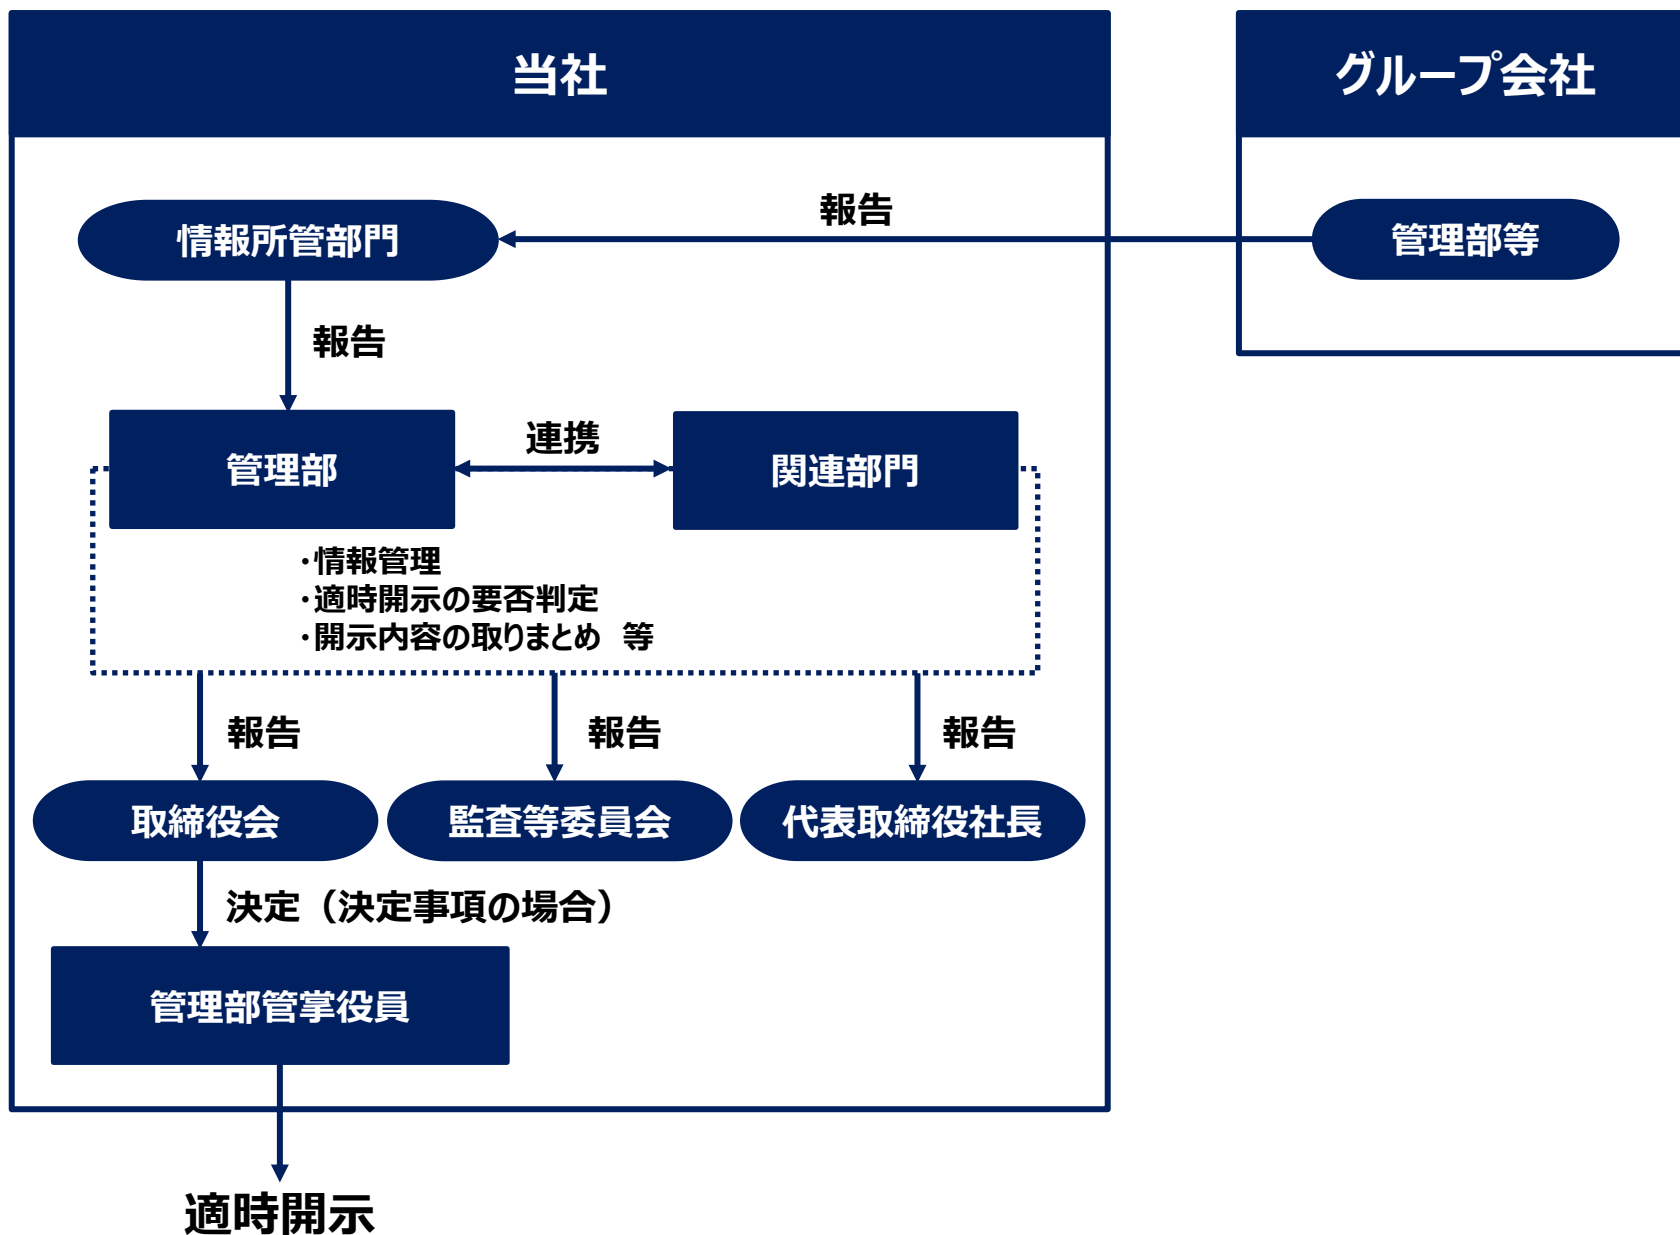 当社
グループ会社
報告
情報所管部門
管理部等
報告
連携
管理部
関連部門
・情報管理
・適時開示の要否判定
・開示内容の取りまとめ 等
報告
報告
報告
取締役会
監査等委員会
代表取締役社長
決定（決定事項の場合）
管理部管掌役員
適時開示